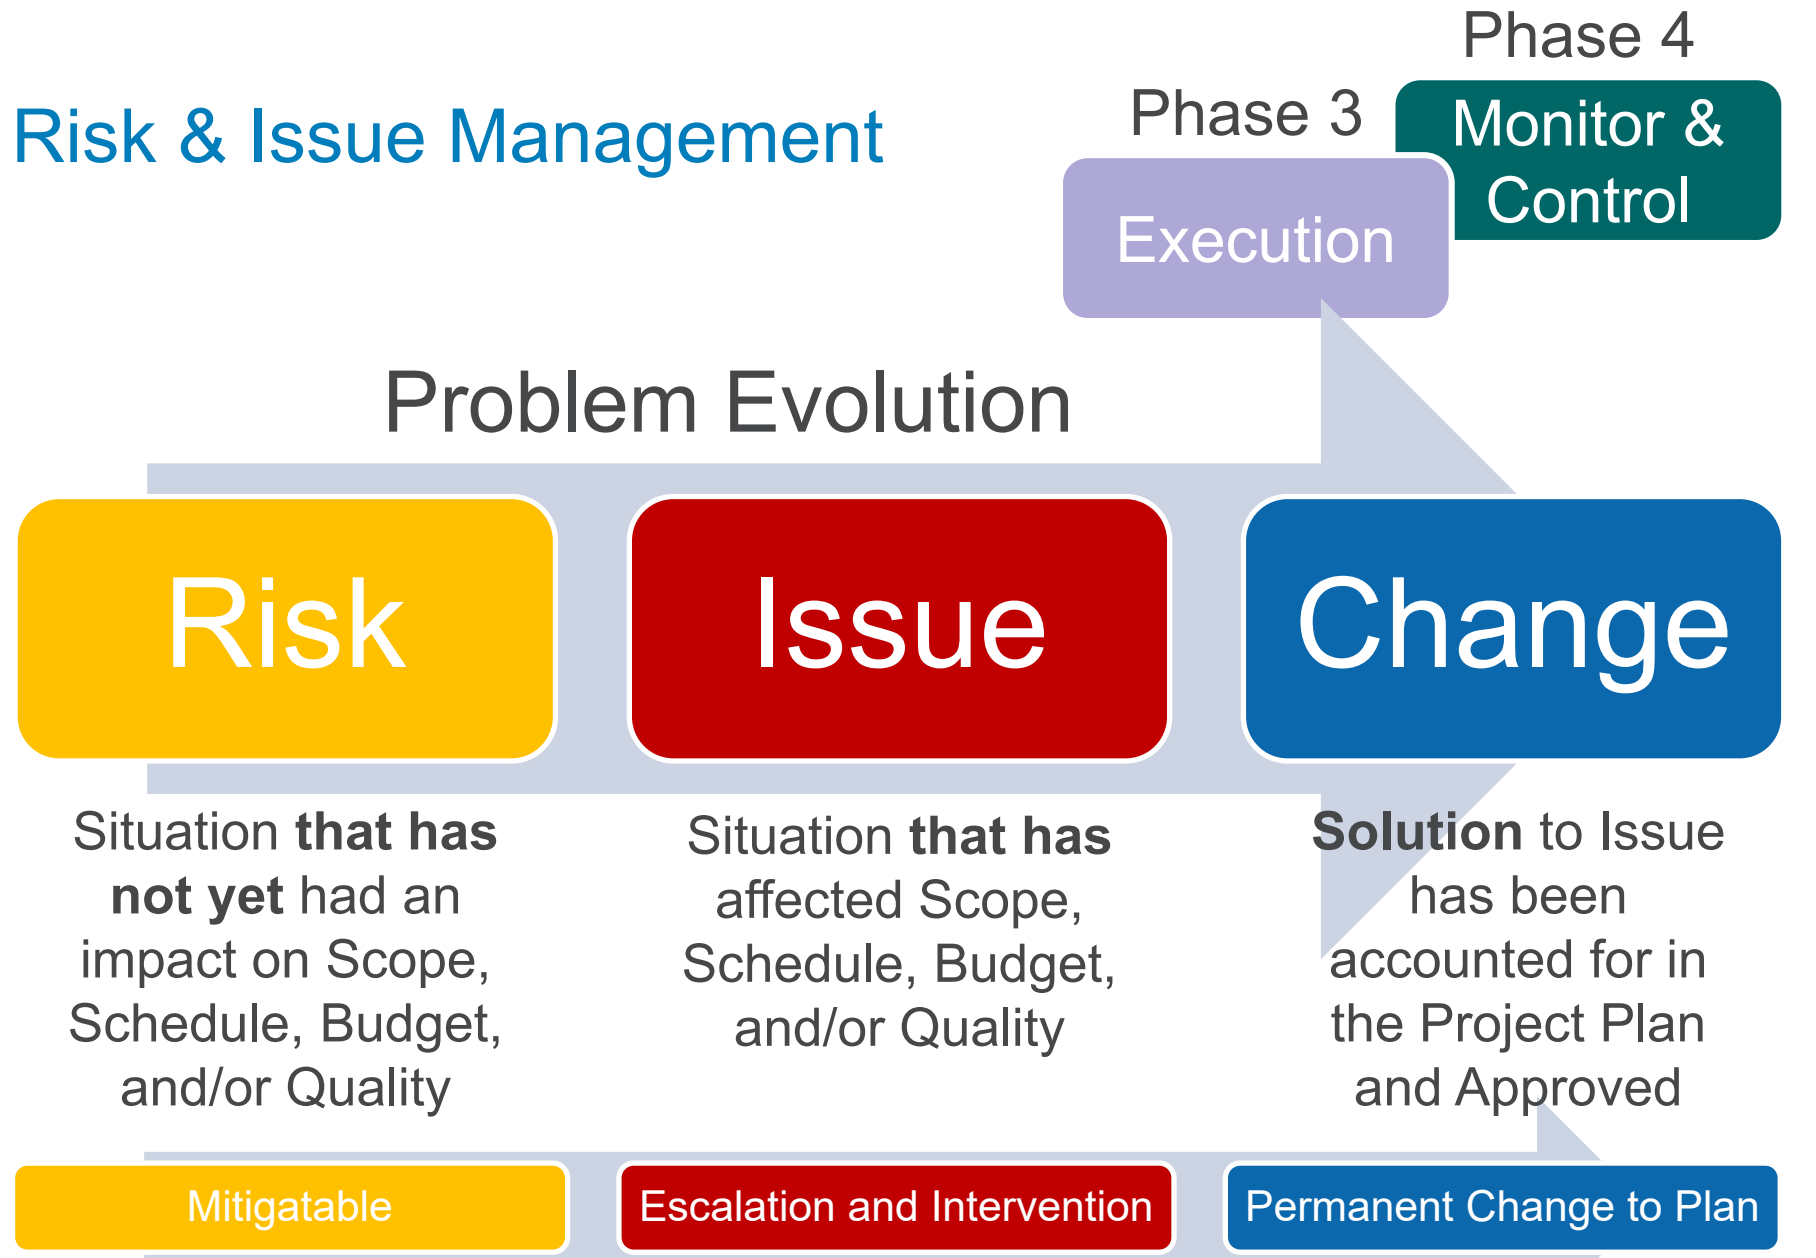 Phase 4
Risk & Issue Management
Phase 3
Monitor &
Control
Execution
Problem Evolution
Risk
Issue
Change
Situation that has
not yet had an
impact on Scope,
Schedule, Budget,
and/or Quality
Situation that has
affected Scope,
Schedule, Budget,
and/or Quality
Solution to Issue
has been
accounted for in
the Project Plan
and Approved
Mitigatable
Escalation and Intervention
Permanent Change to Plan